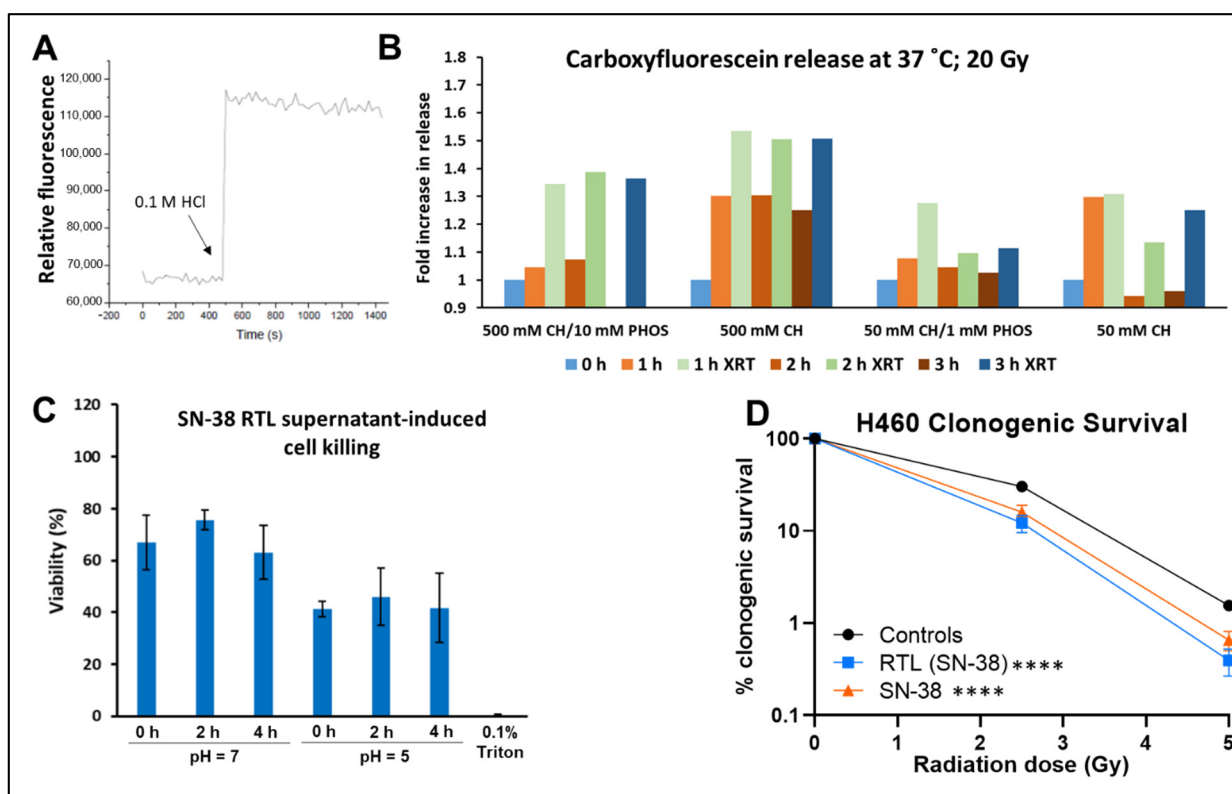 A
Relative fluorescence
120,000
110,000
100,000
90,000
80,000
70,000
60,000
0.1 M HCl
−200 0 200 400 600 800 1000 1200 1400
Time (s)
B
Carboxyfluorescein release at 37 ˚C; 20 Gy
Fold increase in release
1.8
1.7
1.6
1.5
1.4
1.3
1.2
1.1
1
0.9
500 mM CH/10 mM PHOS 500 mM CH 50 mM CH/1 mM PHOS 50 mM CH
0 h 1 h 1 h XRT 2 h 2 h XRT 3 h 3 h XRT
C
SN-38 RTL supernatant-induced
cell killing
Viability (%)
120
100
80
60
40
20
0
0 h 2 h 4 h 0 h 2 h 4 h 0.1%
Triton
pH = 7 pH = 5
D
H460 Clonogenic Survival
% clonogenic survival
100
10
1
0.1
Controls
RTL (SN-38) ****
SN-38 ****
0 1 2 3 4 5
Radiation dose (Gy)